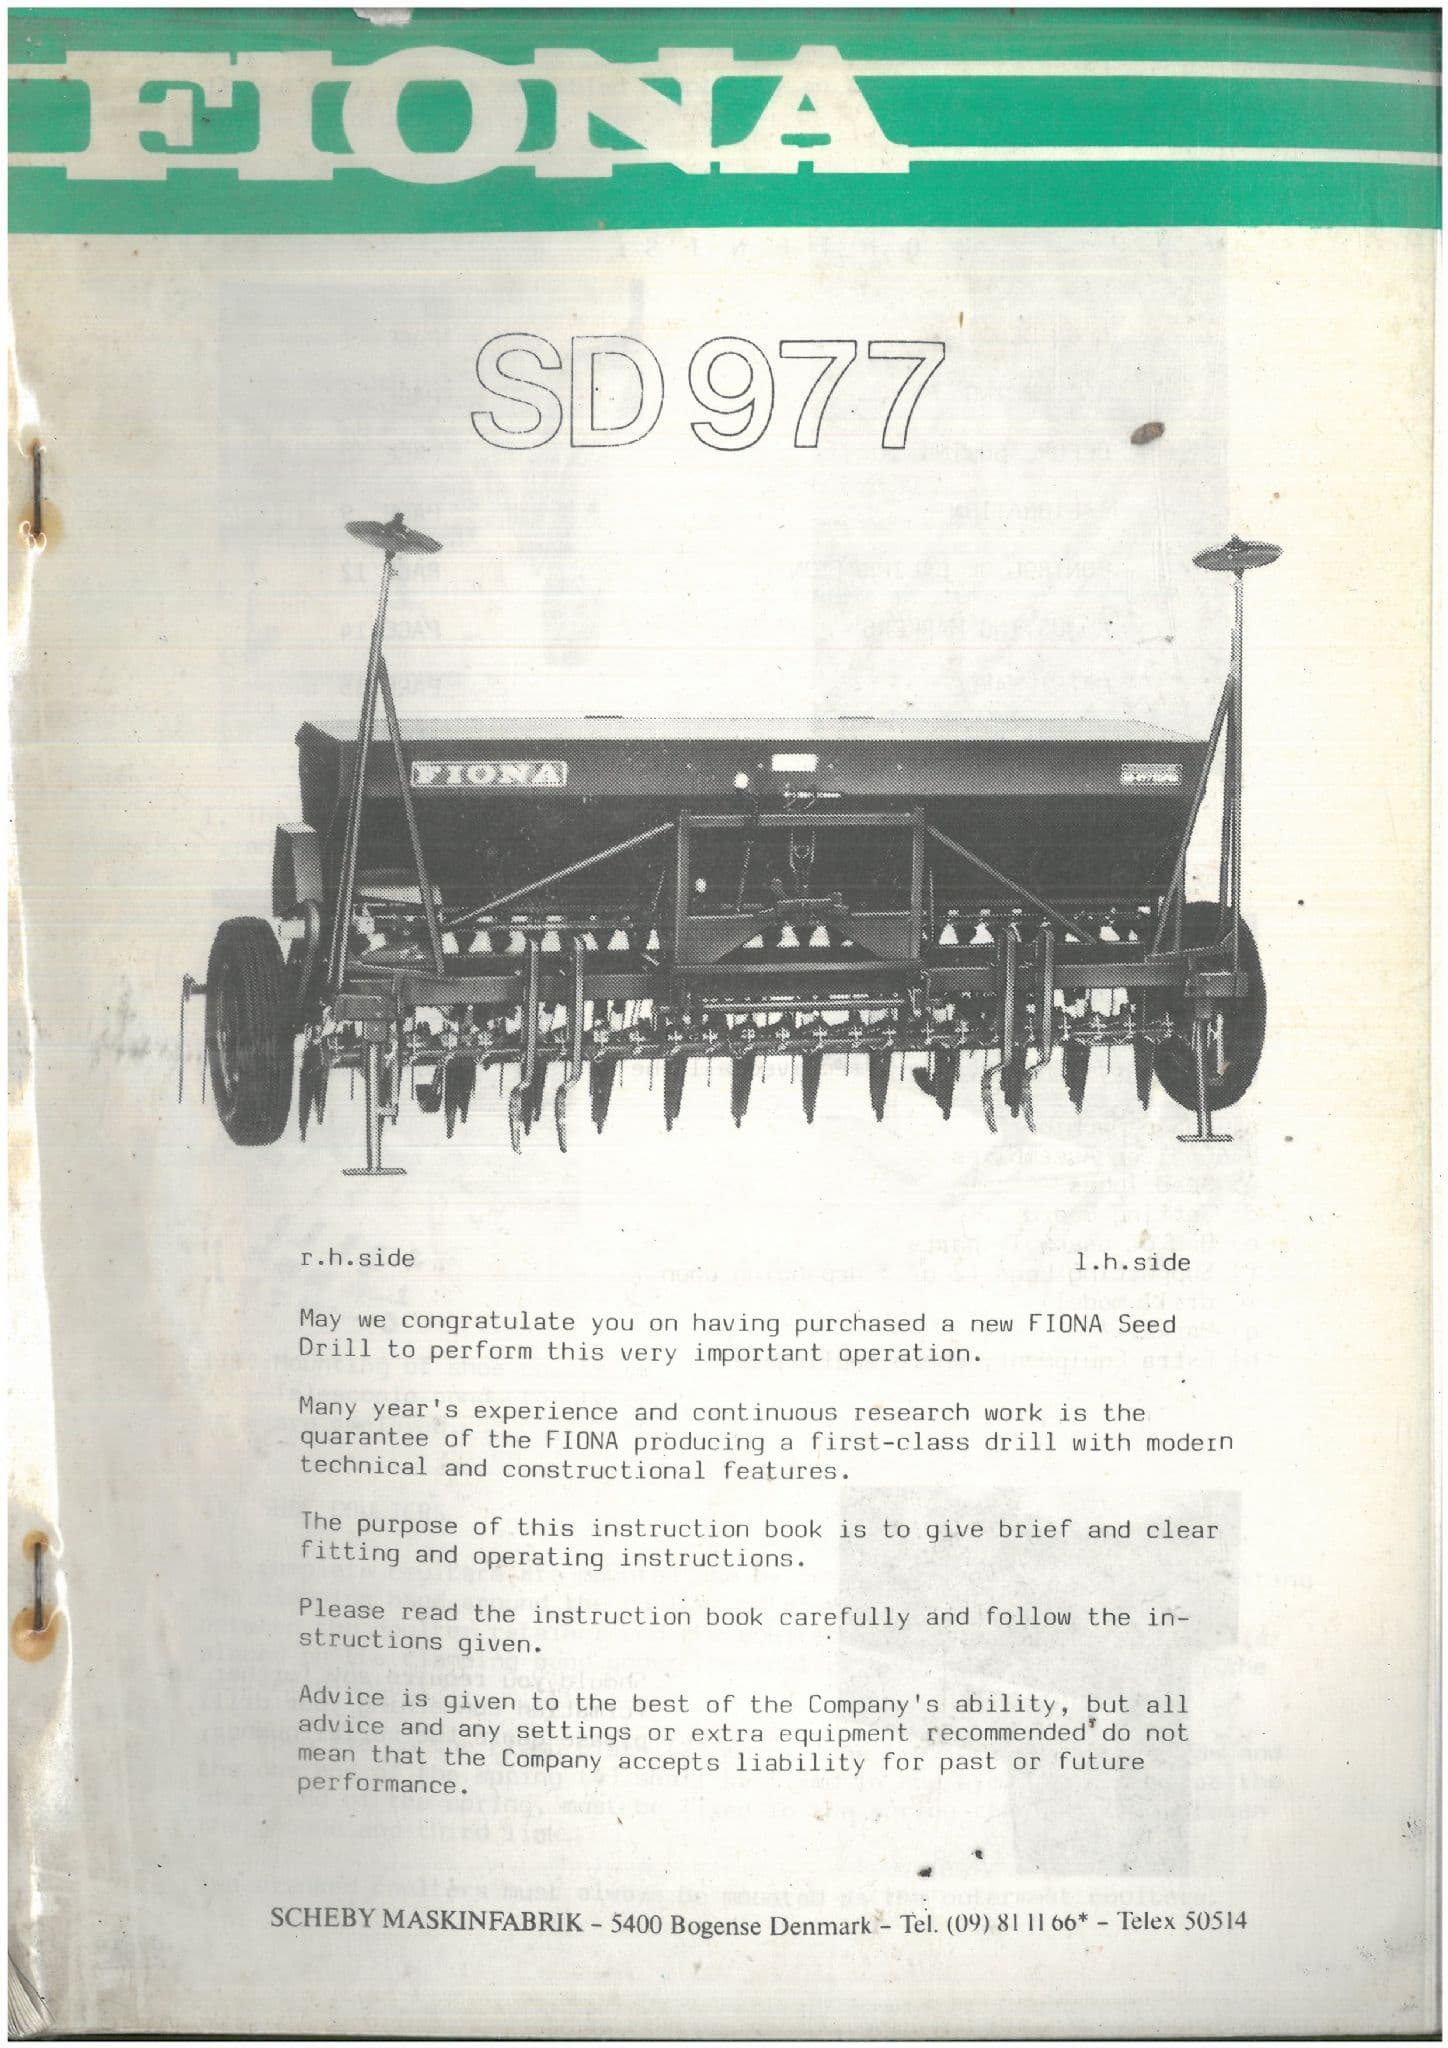 FIONA
SD 977
FIONA
r.h.side
l.h.side
May we congratulate you on having purchased a new FIONA Seed
Drill to perform this very important operation.
Many year's experience and continuous research work is the
quarantee of the FIONA producing a first-class drill with modern
technical and constructional features.
The purpose of this instruction book is to give brief and clear
fitting and operating instructions.
Please read the instruction book carefully and follow the in-
structions given.
Advice is given to the best of the Company's ability, but all
advice and any settings or extra equipment recommended do not
mean that the Company accepts liability for past or future
performance.
SCHEBY MASKINFABRIK – 5400 Bogense Denmark – Tel. (09) 81 11 66* – Telex 50514